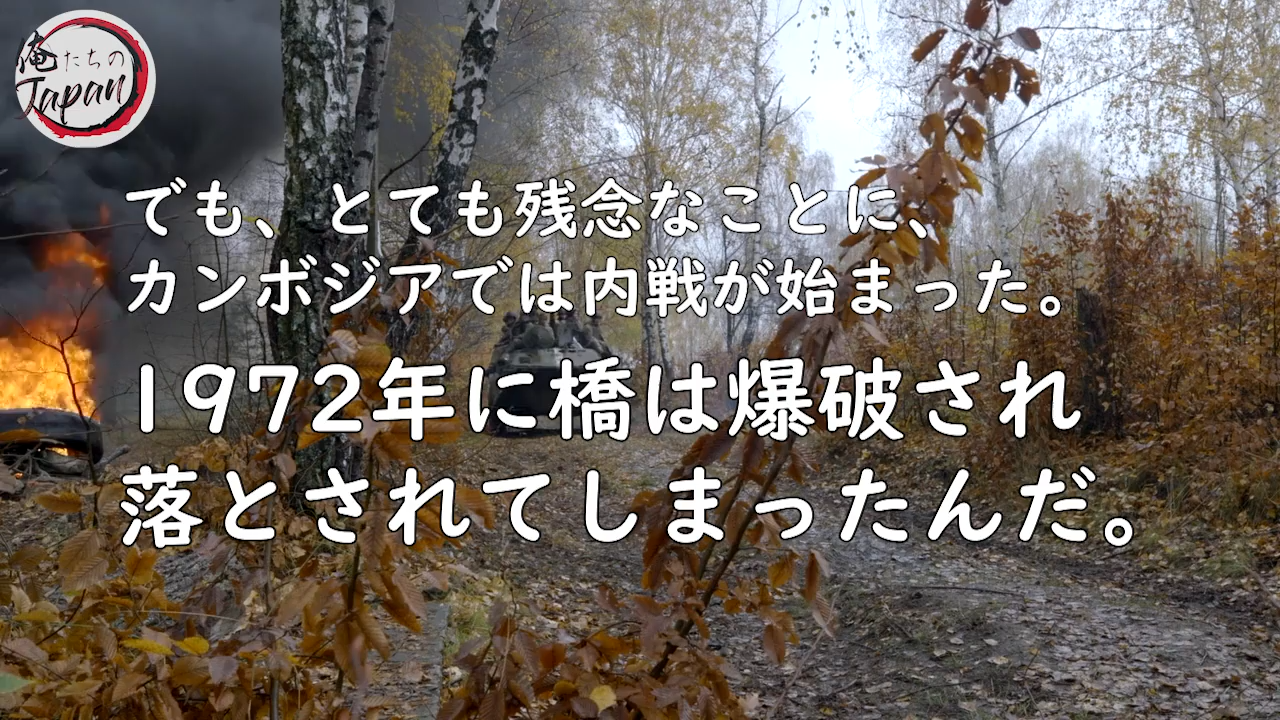 俺たちの
Japan
でも、とても残念なことに、
カンボジアでは内戦が始まった。
1972年に橋は爆破され
落とされてしまったんだ。